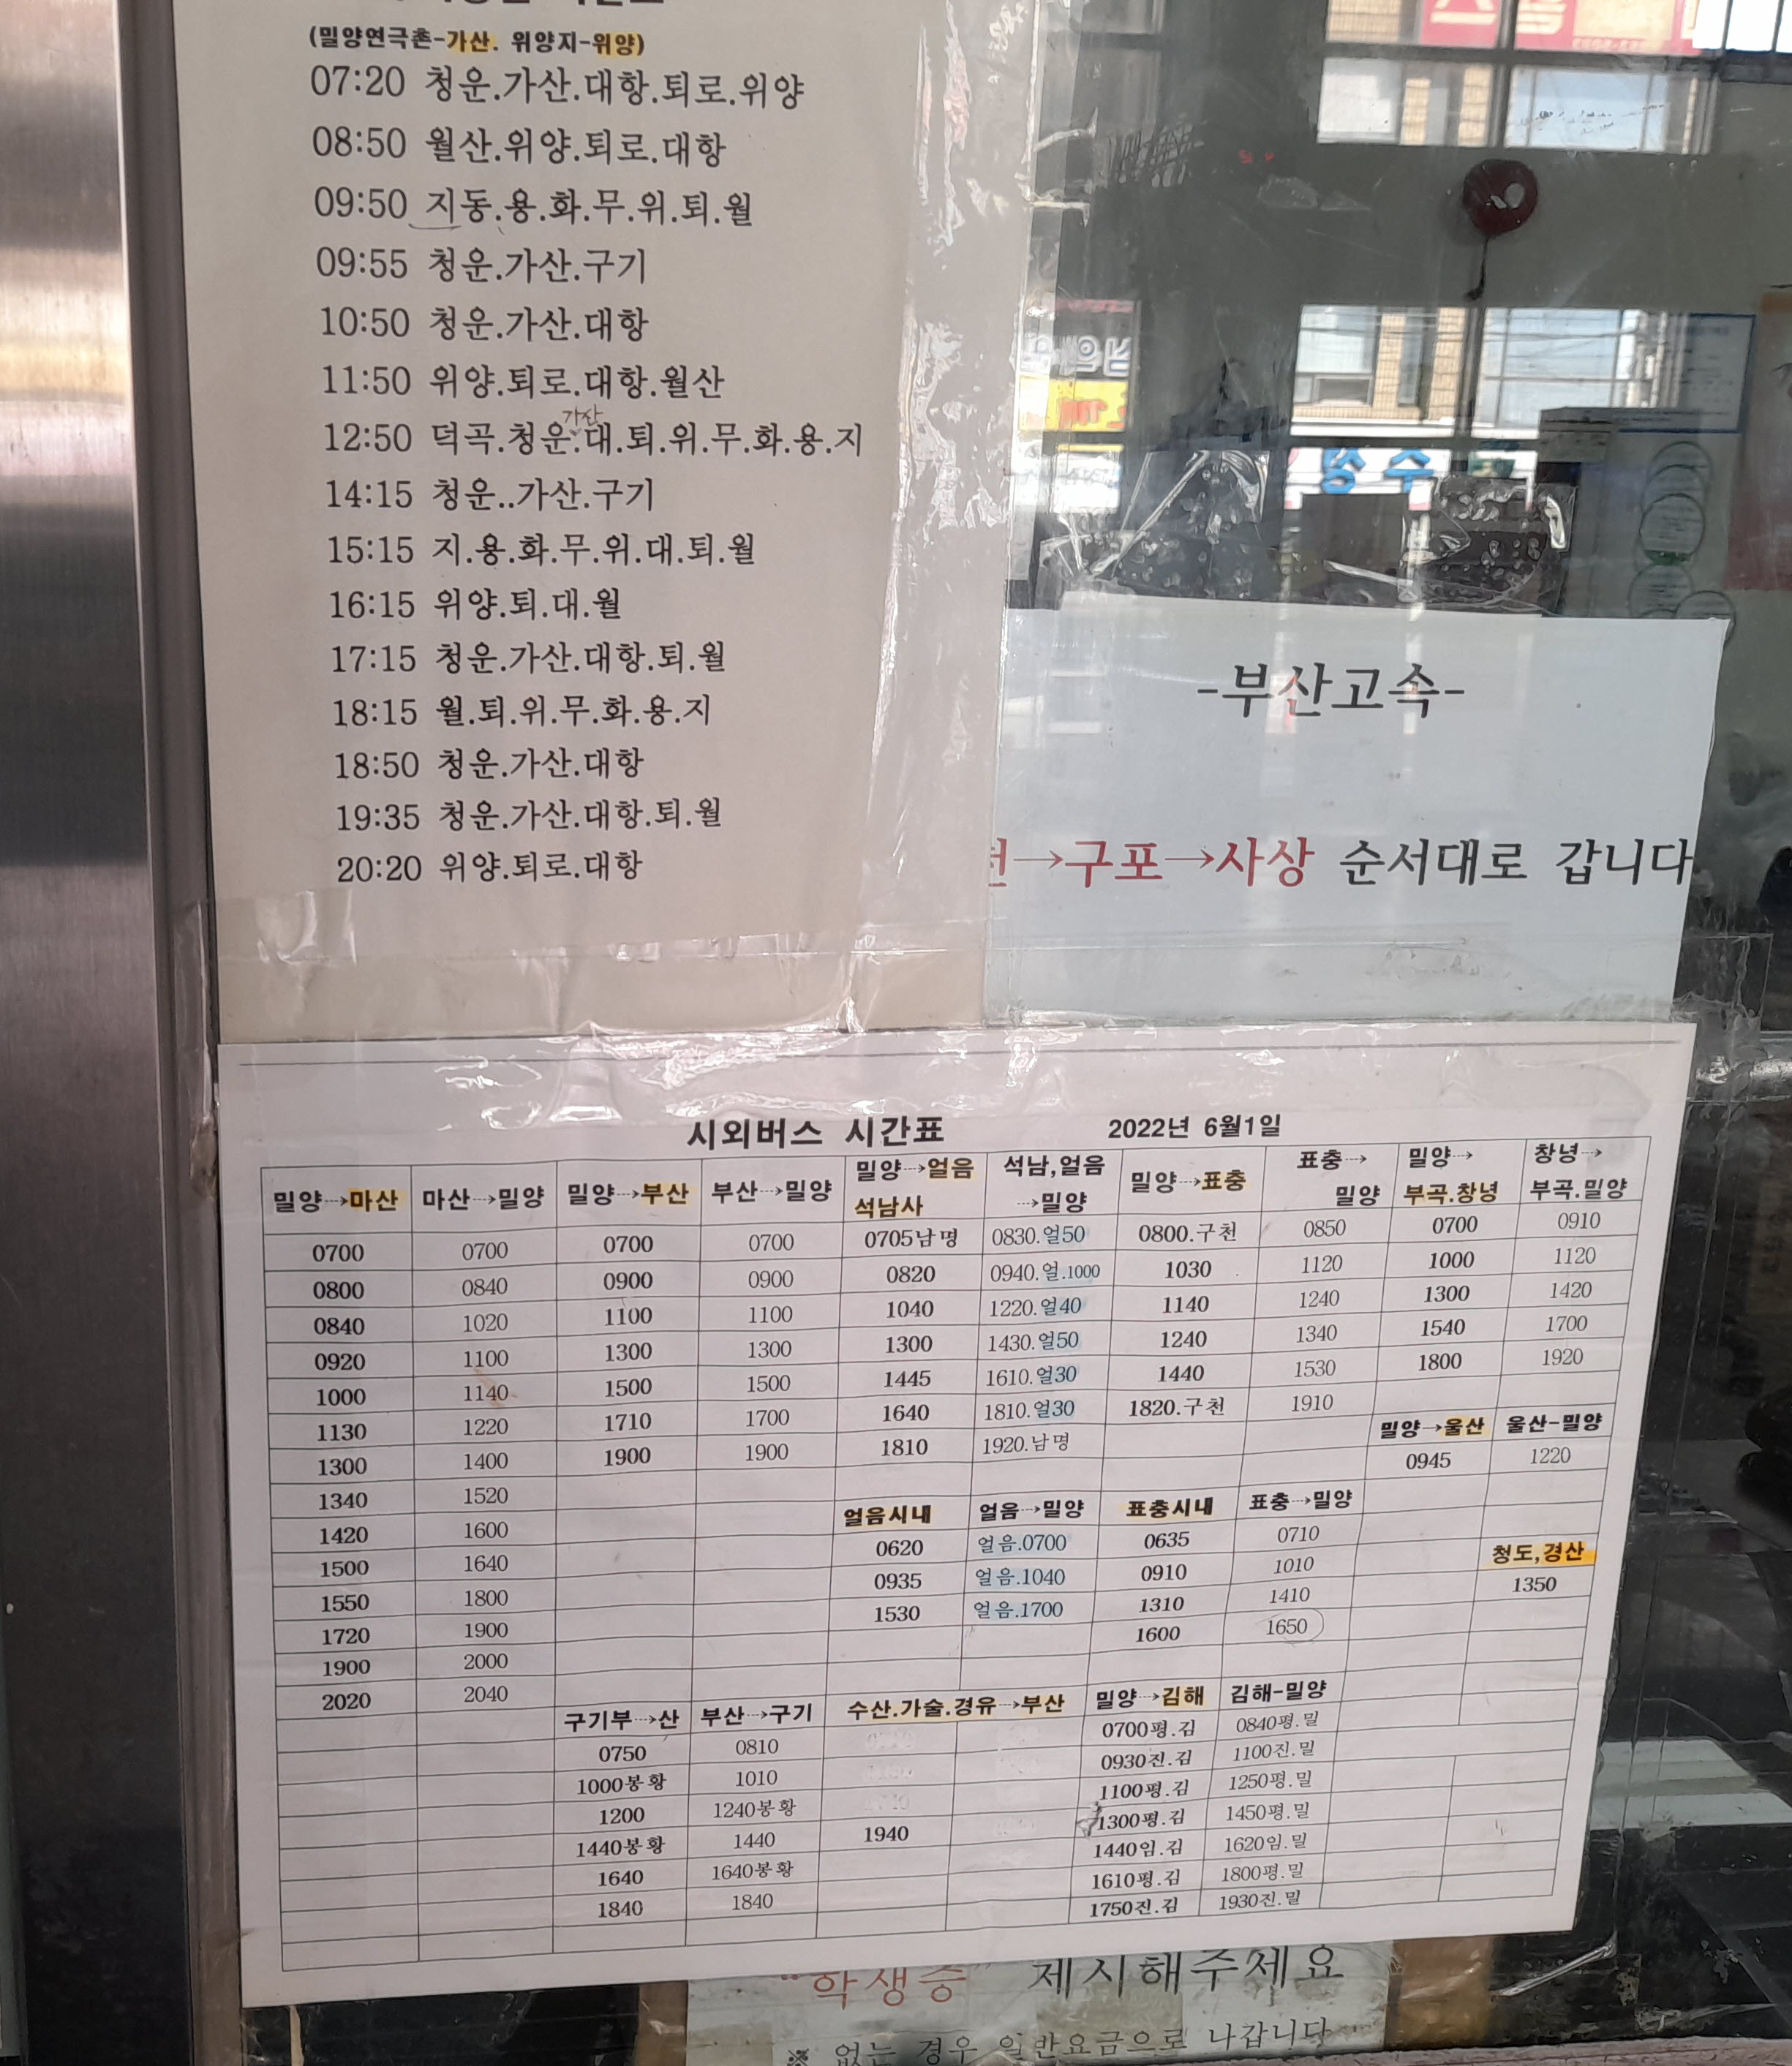 (밀양연극촌-가산. 위양지-위양)
07:20 청운.가산.대항.퇴로.위양
08:50 월산.위양.퇴로.대항
09:50 지동.용.화.무.위.퇴.월
09:55 청운.가산.구기
10:50 청운.가산.대항
11:50 위양.퇴로.대항.월산
가산
12:50 덕곡.청운.대.퇴.위.무.화.용.지
14:15 청운..가산.구기
15:15 지.용.화.무.위.대.퇴.월
16:15 위양.퇴.대.월
17:15 청운.가산.대항.퇴.월
18:15 월.퇴.위.무.화.용.지
18:50 청운.가산.대항
19:35 청운.가산.대항.퇴.월
20:20 위양.퇴로.대항
-부산고속-
→구포→사상 순서대로 갑니다
시외버스 시간표 2022년 6월1일
밀양→마산 마산→밀양 밀양→부산 부산→밀양 밀양→얼음 석남사 석남,얼음 →밀양 밀양→표충 표충→ 밀양 밀양→ 부곡.창녕 창녕→ 부곡.밀양
0700 0700 0700 0700 0705남명 0830.얼50 0800.구천 0850 0700 0910
0800 0840 0900 0900 0820 0940.얼.1000 1030 1120 1000 1120
0840 1020 1100 1100 1040 1220.얼40 1140 1240 1300 1420
0920 1100 1300 1300 1300 1430.얼50 1240 1340 1540 1700
1000 1140 1500 1500 1445 1610.얼30 1440 1530 1800 1920
1130 1220 1710 1700 1640 1810.얼30 1820.구천 1910
1300 1400 1900 1900 1810 1920.남명 밀양→울산 울산-밀양
1340 1520 0945 1220
1420 1600 얼음시내 얼음→밀양 표충시내 표충→밀양
1500 1640 0620 얼음.0700 0635 0710
1550 1800 0935 얼음.1040 0910 1010 청도,경산
1720 1900 1530 얼음.1700 1310 1410 1350
1900 2000 1600 1650
2020 2040
구기부→산 부산→구기 수산.가술.경유→부산 밀양→김해 김해-밀양
0750 0810 0700평.김 0840평.밀
1000봉황 1010 0930진.김 1100진.밀
1200 1240봉황 1100평.김 1250평.밀
1440봉황 1440 1940 1300평.김 1450평.밀
1640 1640봉황 1440임.김 1620임.밀
1840 1840 1610평.김 1800평.밀
1750진.김 1930진.밀
"학생증" 제시해주세요
※ 없는 경우 일반요금으로 나갑니다